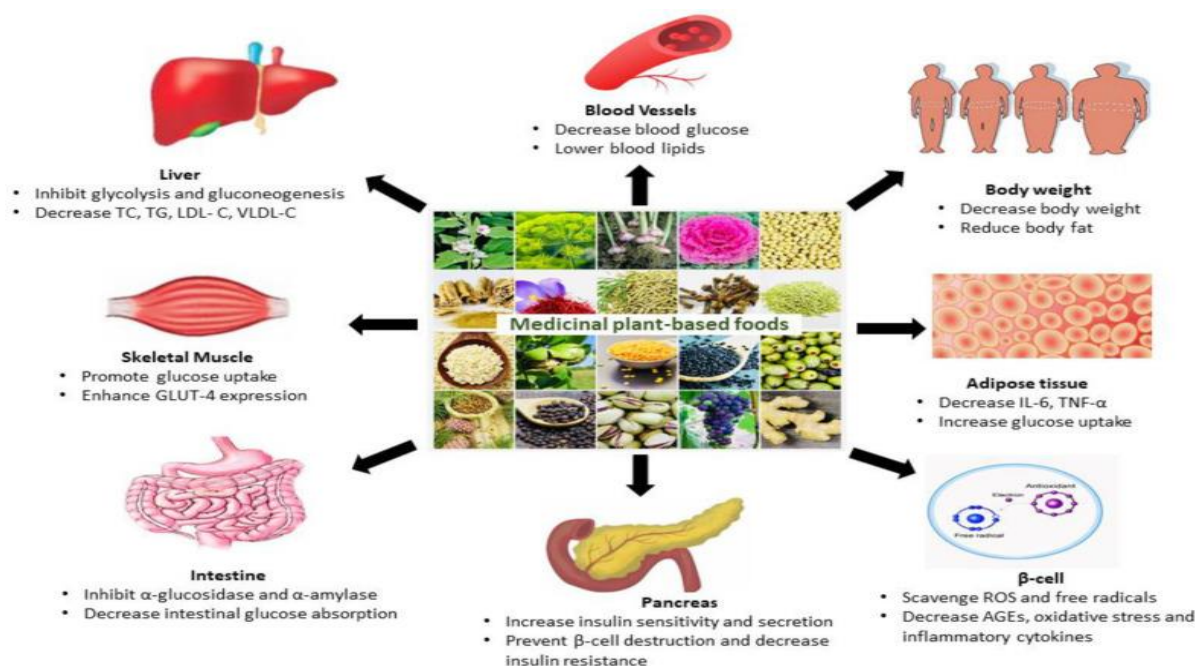 Blood Vessels
• Decrease blood glucose
• Lower blood lipids
Liver
• Inhibit glycolysis and gluconeogenesis
• Decrease TC, TG, LDL- C, VLDL-C
Body weight
• Decrease body weight
• Reduce body fat
Medicinal plant-based foods
Skeletal Muscle
• Promote glucose uptake
• Enhance GLUT-4 expression
Adipose tissue
• Decrease IL-6, TNF-α
• Increase glucose uptake
Intestine
• Inhibit α-glucosidase and α-amylase
• Decrease intestinal glucose absorption
Pancreas
• Increase insulin sensitivity and secretion
• Prevent β-cell destruction and decrease
insulin resistance
Antioxidant
Electron
Free radical
β-cell
• Scavenge ROS and free radicals
• Decrease AGEs, oxidative stress and
inflammatory cytokines